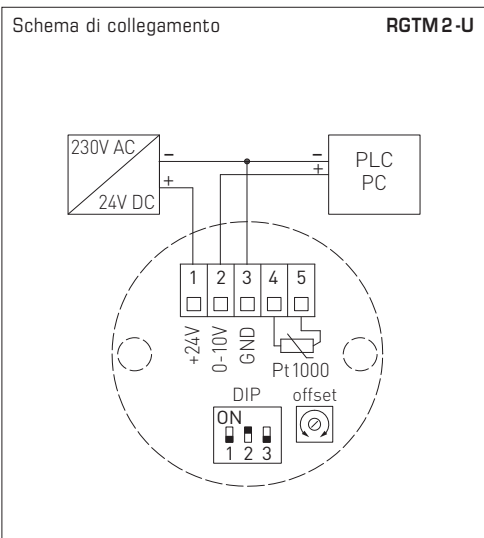 Schema di collegamento RGTM 2 -U
230V AC
24V DC
–
+
–
+
PLC
PC
1 2 3 4 5
+24V
0-10V
GND
Pt1000
DIP offset
ON
1 2 3